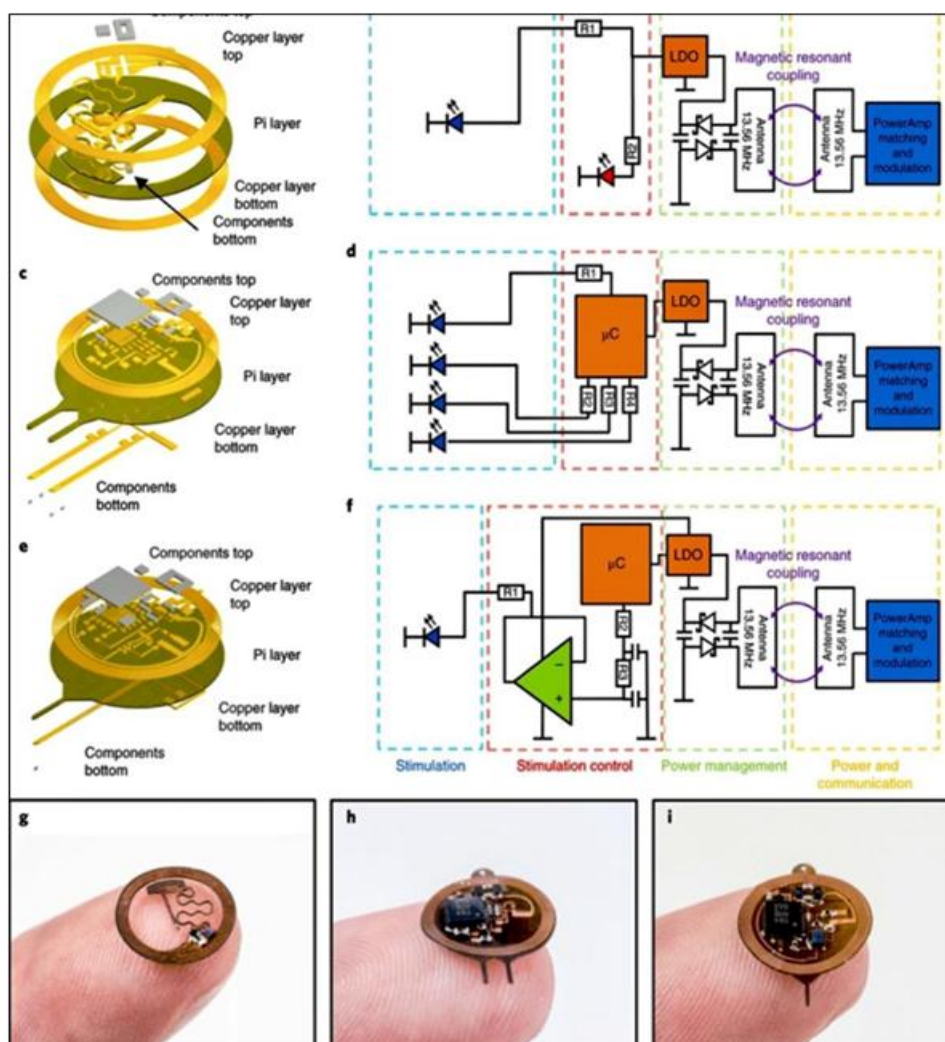 Components top
Copper layer
top
Pi layer
Copper layer
bottom
Components
bottom
R1
R2
LDO
Magnetic resonant
coupling
Antenna
13.56 MHz
Antenna
13.56 MHz
PowerAmp
matching
and
modulation
c
Components top
Copper layer
top
Pi layer
Copper layer
bottom
Components
bottom
d
R1
µC
R2
R3
R4
LDO
Magnetic resonant
coupling
Antenna
13.56 MHz
Antenna
13.56 MHz
PowerAmp
matching
and
modulation
e
Components top
Copper layer
top
Pi layer
Copper layer
bottom
Components
bottom
f
R1
µC
R2
R3
LDO
Magnetic resonant
coupling
Antenna
13.56 MHz
Antenna
13.56 MHz
PowerAmp
matching
and
modulation
Stimulation
Stimulation control
Power management
Power and
communication
g
h
i